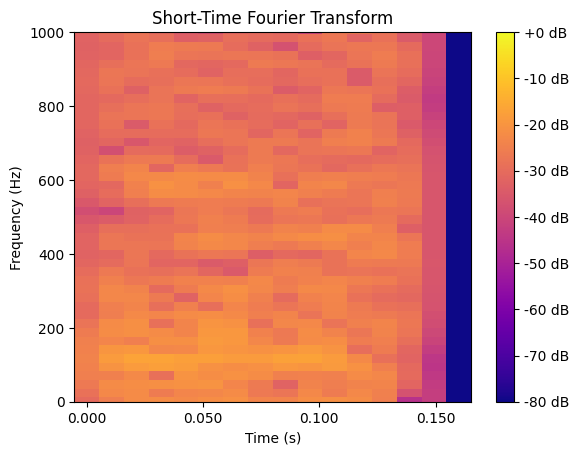 Short-Time Fourier Transform
Frequency (Hz)
1000
800
600
400
200
0
0.000 0.050 0.100 0.150
Time (s)
+0 dB
-10 dB
-20 dB
-30 dB
-40 dB
-50 dB
-60 dB
-70 dB
-80 dB